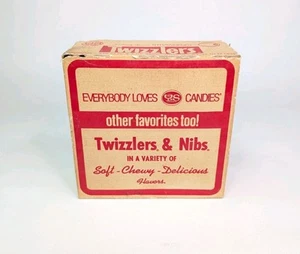 Twizzlers
EVERYBODY LOVES Y&S CANDIES'
other favorites too!
Twizzlers, & Nibs,
IN A VARIETY OF
Soft - Chewy - Delicious
Flavors.